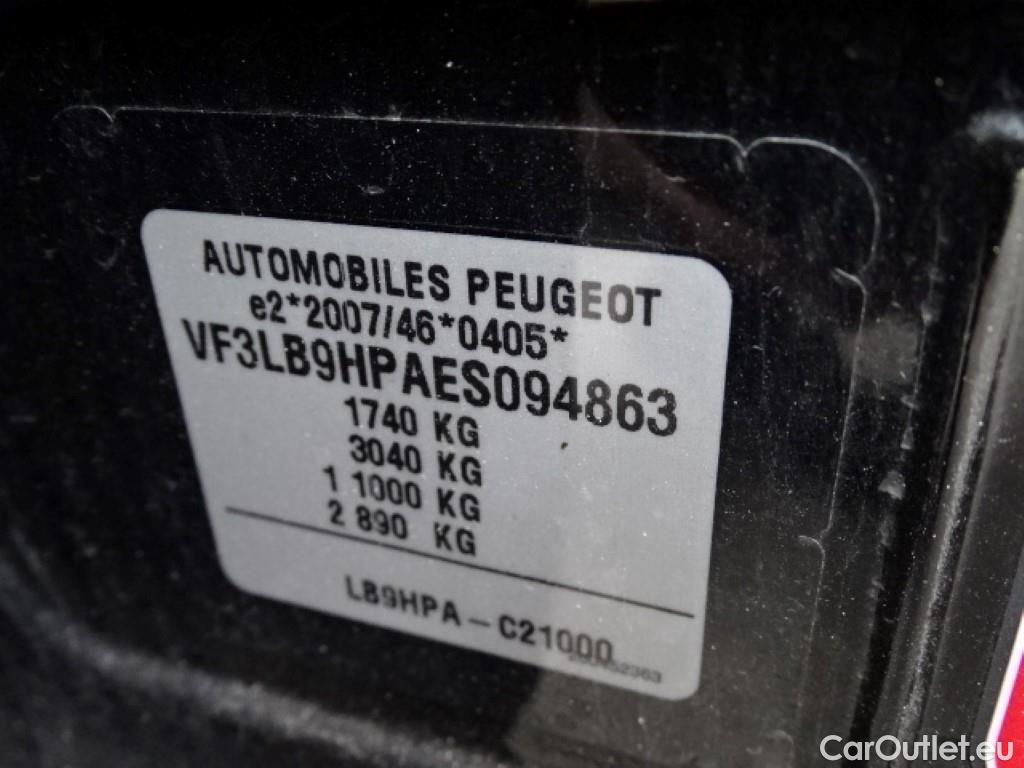 AUTOMOBILES PEUGEOT
e2*2007/46*0405*
VF3LB9HPAES094863
1740 KG
3040 KG
1 1000 KG
2 890 KG
LB9HPA - C21000
CarOutlet.eu